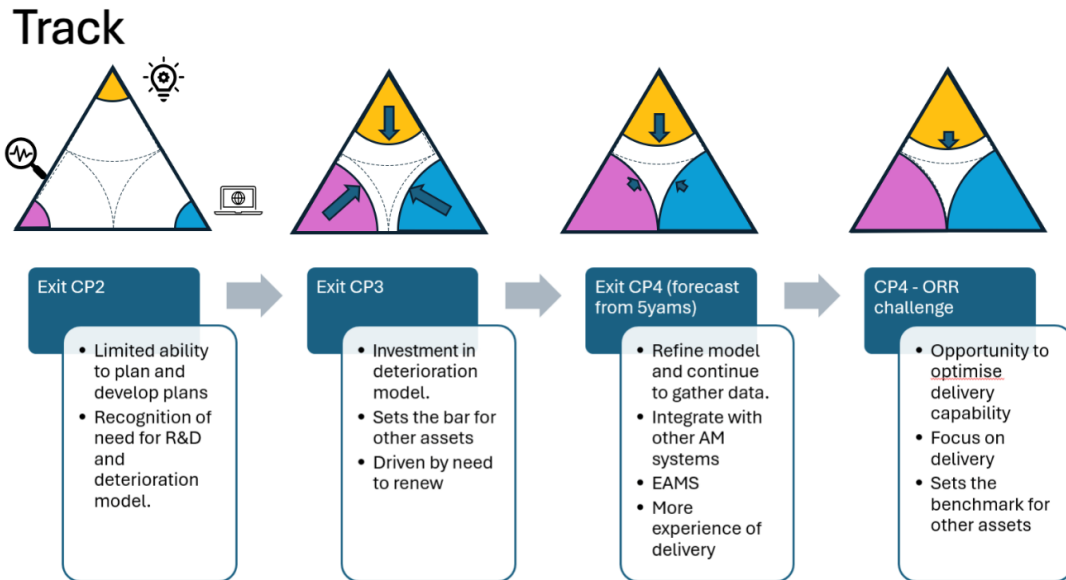 Track
Exit CP2
• Limited ability
to plan and
develop plans
• Recognition of
need for R&D
and
deterioration
model.
Exit CP3
• Investment in
deterioration
model.
• Sets the bar for
other assets
• Driven by need
to renew
Exit CP4 (forecast
from 5yams)
• Refine model
and continue
to gather data.
• Integrate with
other AM
systems
• EAMS
• More
experience of
delivery
CP4 - ORR
challenge
• Opportunity to
optimise
delivery
capability
• Focus on
delivery
• Sets the
benchmark for
other assets